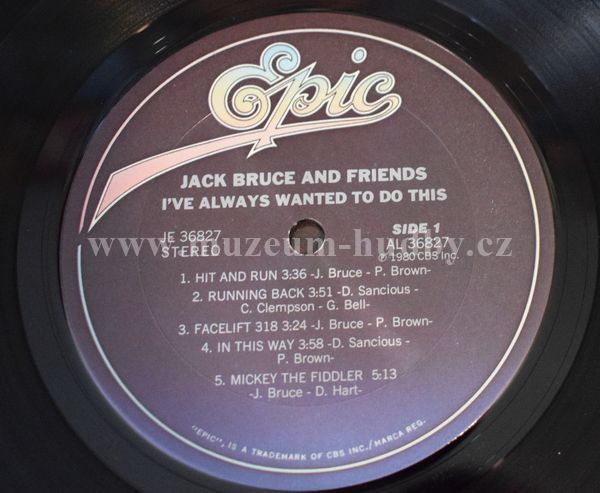 Epic
JACK BRUCE AND FRIENDS
I'VE ALWAYS WANTED TO DO THIS
JE 36827
STEREO
SIDE 1
AL 36827
℗ 1980 CBS Inc.
www.muzeum-hudby.cz
1. HIT AND RUN 3:36 -J. Bruce - P. Brown-
2. RUNNING BACK 3:51 -D. Sancious -
C. Clempson - G. Bell-
3. FACELIFT 318 3:24 -J. Bruce - P. Brown-
4. IN THIS WAY 3:58 -D. Sancious -
P. Brown-
5. MICKEY THE FIDDLER 5:13
-J. Bruce - D. Hart-
"EPIC", IS A TRADEMARK OF CBS INC./MARCA REG.